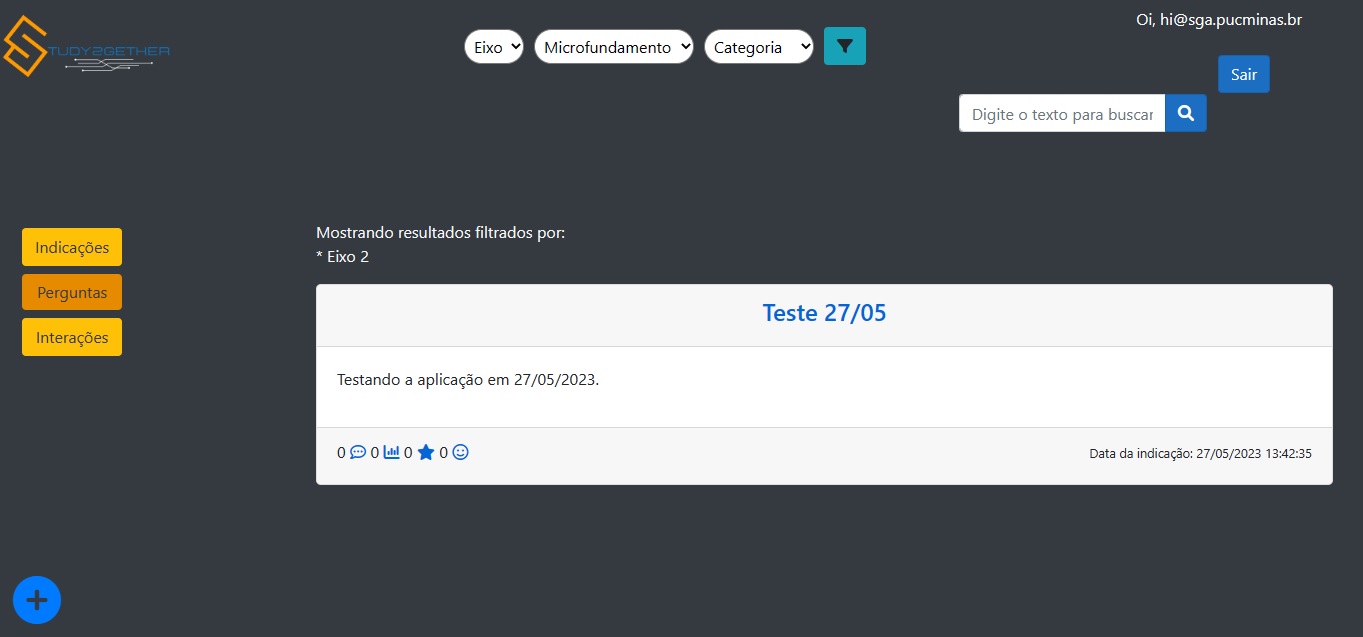 Oi, hi@sga.pucminas.br
TUDY2GETHER
Eixo Microfundamento Categoria
Sair
Digite o texto para buscar
Indicações
Perguntas
Interações
Mostrando resultados filtrados por:
* Eixo 2
Teste 27/05
Testando a aplicação em 27/05/2023.
0 0 0 0
Data da indicação: 27/05/2023 13:42:35